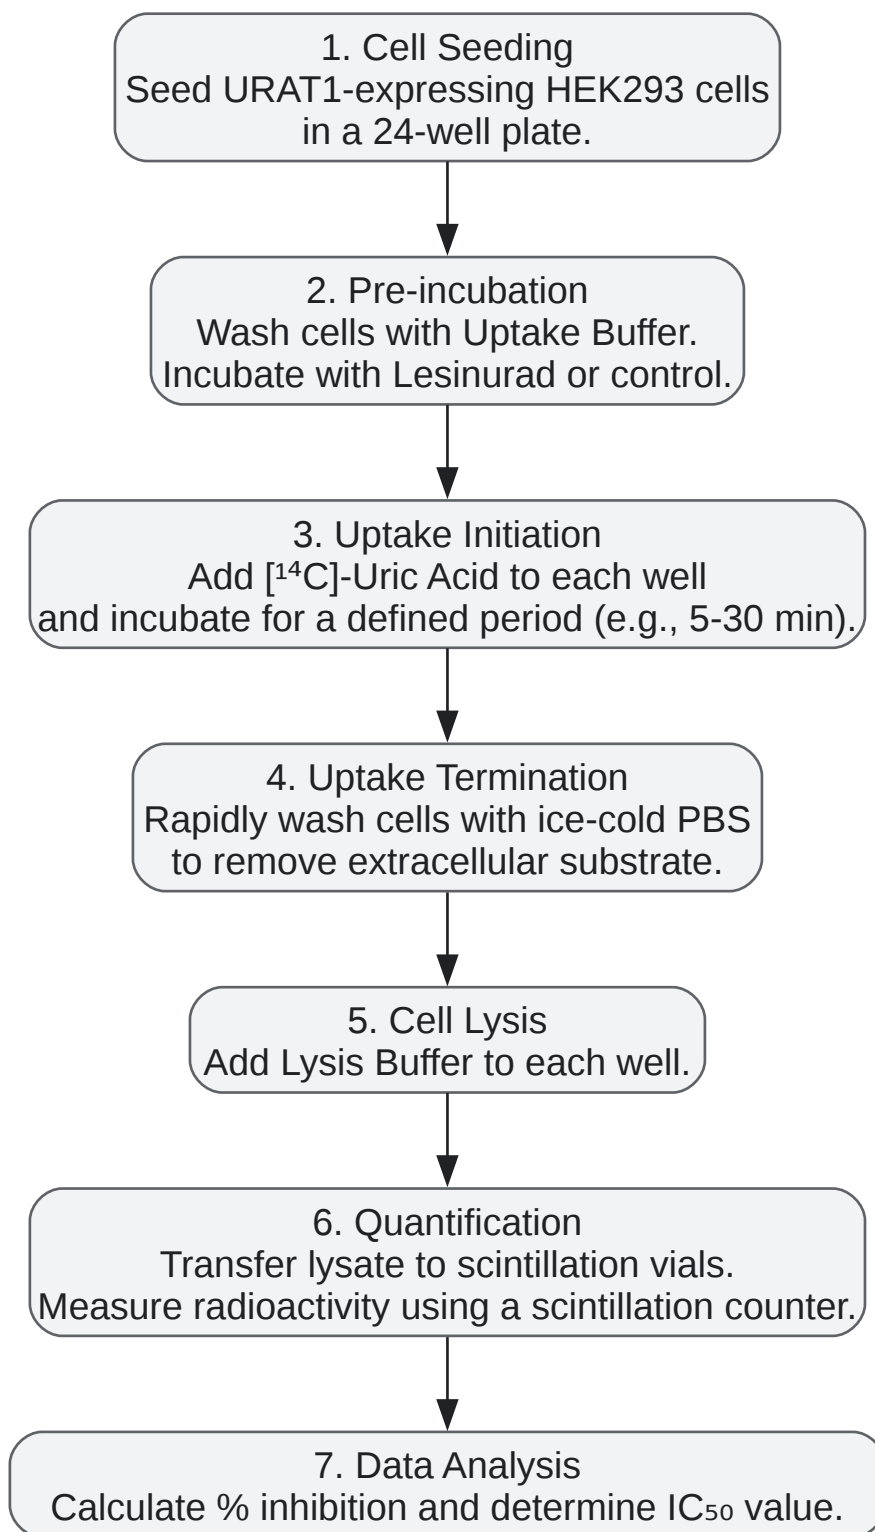 1. Cell Seeding
Seed URAT1-expressing HEK293 cells
in a 24-well plate.
2. Pre-incubation
Wash cells with Uptake Buffer.
Incubate with Lesinurad or control.
3. Uptake Initiation
Add [¹⁴C]-Uric Acid to each well
and incubate for a defined period (e.g., 5-30 min).
4. Uptake Termination
Rapidly wash cells with ice-cold PBS
to remove extracellular substrate.
5. Cell Lysis
Add Lysis Buffer to each well.
6. Quantification
Transfer lysate to scintillation vials.
Measure radioactivity using a scintillation counter.
7. Data Analysis
Calculate % inhibition and determine IC₅₀ value.